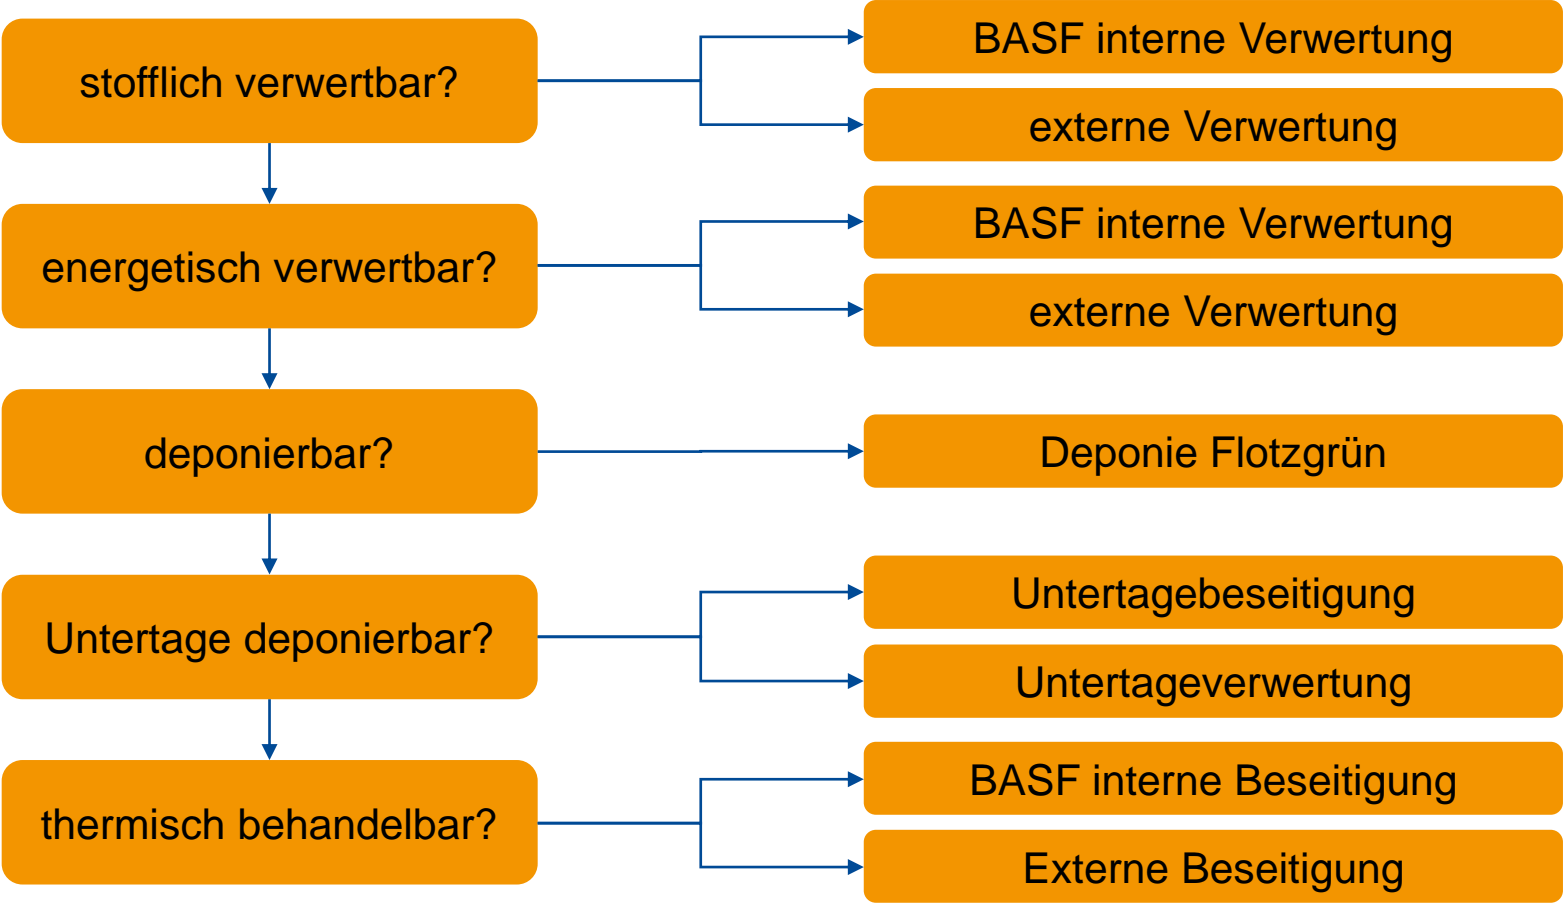 stofflich verwertbar?
BASF interne Verwertung
externe Verwertung
energetisch verwertbar?
BASF interne Verwertung
externe Verwertung
deponierbar?
Deponie Flotzgrün
Untertage deponierbar?
Untertagebeseitigung
Untertageverwertung
thermisch behandelbar?
BASF interne Beseitigung
Externe Beseitigung